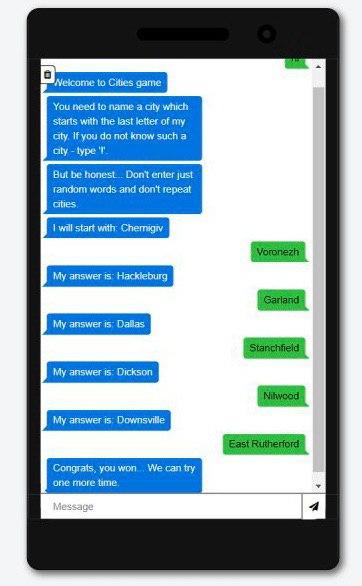 Welcome to Cities game
You need to name a city which
starts with the last letter of my
city. If you do not know such a
city - type '!'.
But be honest... Don't enter just
random words and don't repeat
cities.
I will start with: Chernigiv
Voronezh
My answer is: Hackleburg
Garland
My answer is: Dallas
Stanchfield
My answer is: Dickson
Nilwood
My answer is: Downsville
East Rutherford
Congrats, you won... We can try
one more time.
Message